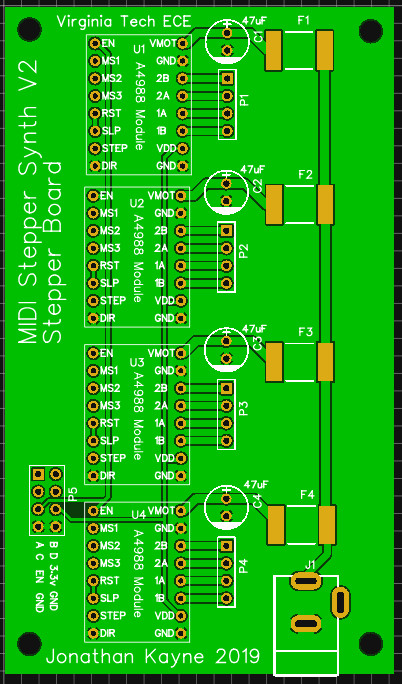 Virginia Tech ECE
MIDI Stepper Synth V2
Stepper Board
EN
MS1
MS2
MS3
RST
SLP
STEP
DIR
U1
A4988 Module
VMOT
GND
2B
2A
1A
1B
VDD
GND
47uF
C1
P1
F1
EN
MS1
MS2
MS3
RST
SLP
STEP
DIR
U2
A4988 Module
VMOT
GND
2B
2A
1A
1B
VDD
GND
47uF
C2
P2
F2
EN
MS1
MS2
MS3
RST
SLP
STEP
DIR
U3
A4988 Module
VMOT
GND
2B
2A
1A
1B
VDD
GND
47uF
C3
P3
F3
EN
MS1
MS2
MS3
RST
SLP
STEP
DIR
U4
A4988 Module
VMOT
GND
2B
2A
1A
1B
VDD
GND
47uF
C4
P4
F4
P5
B D 3.3v GND
A C EN GND
J1
Jonathan Kayne 2019